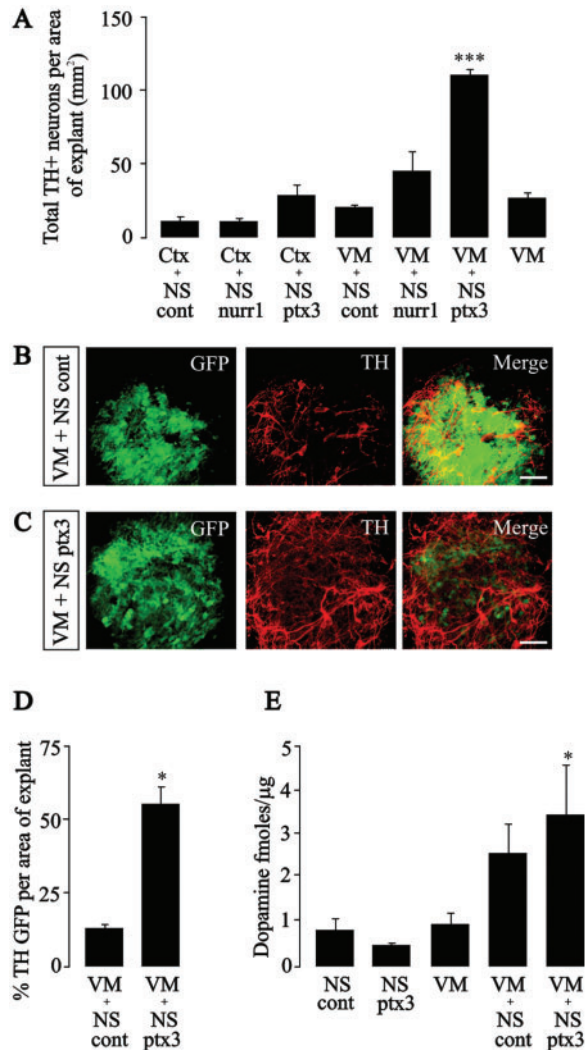 A
Total TH+ neurons per area
of explant (mm²)
150
100
50
0
***
Ctx + NS cont
Ctx + NS nurr1
Ctx + NS ptx3
VM + NS cont
VM + NS nurr1
VM + NS ptx3
VM
B
VM + NS cont
GFP
TH
Merge
C
VM + NS ptx3
GFP
TH
Merge
D
% TH GFP per area of explant
75
50
25
0
*
VM + NS cont
VM + NS ptx3
E
Dopamine fmoles/µg
5
4
3
2
1
0
*
NS cont
NS ptx3
VM
VM + NS cont
VM + NS ptx3